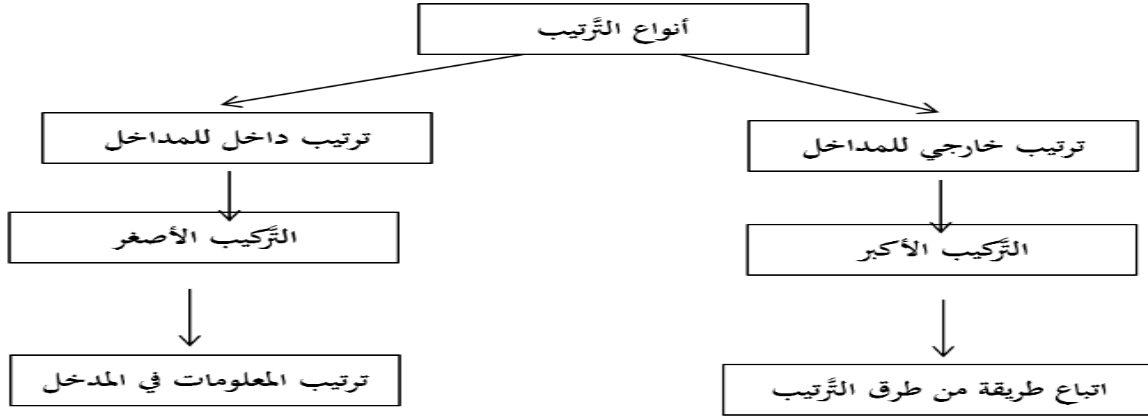 أنواع التَّرتيب
ترتيب خارجي للمداخل
ترتيب داخل للمداخل
التَّركيب الأكبر
التَّركيب الأصغر
اتباع طريقة من طرق التَّرتيب
ترتيب المعلومات في المدخل